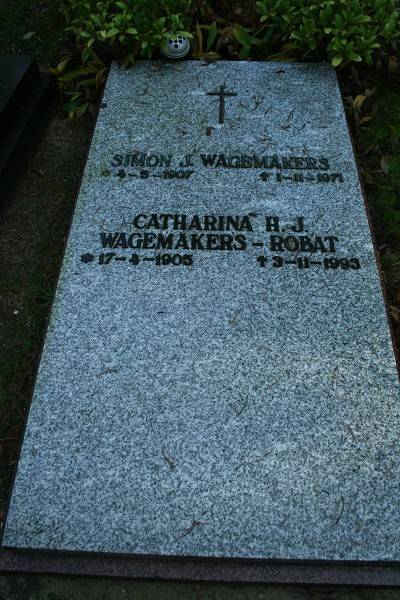 SIMON J. WAGEMAKERS
* 4-5-1907 † 1-11-1971
CATHARINA H. J.
WAGEMAKERS - ROBAT
* 17-4-1905 † 3-11-1993